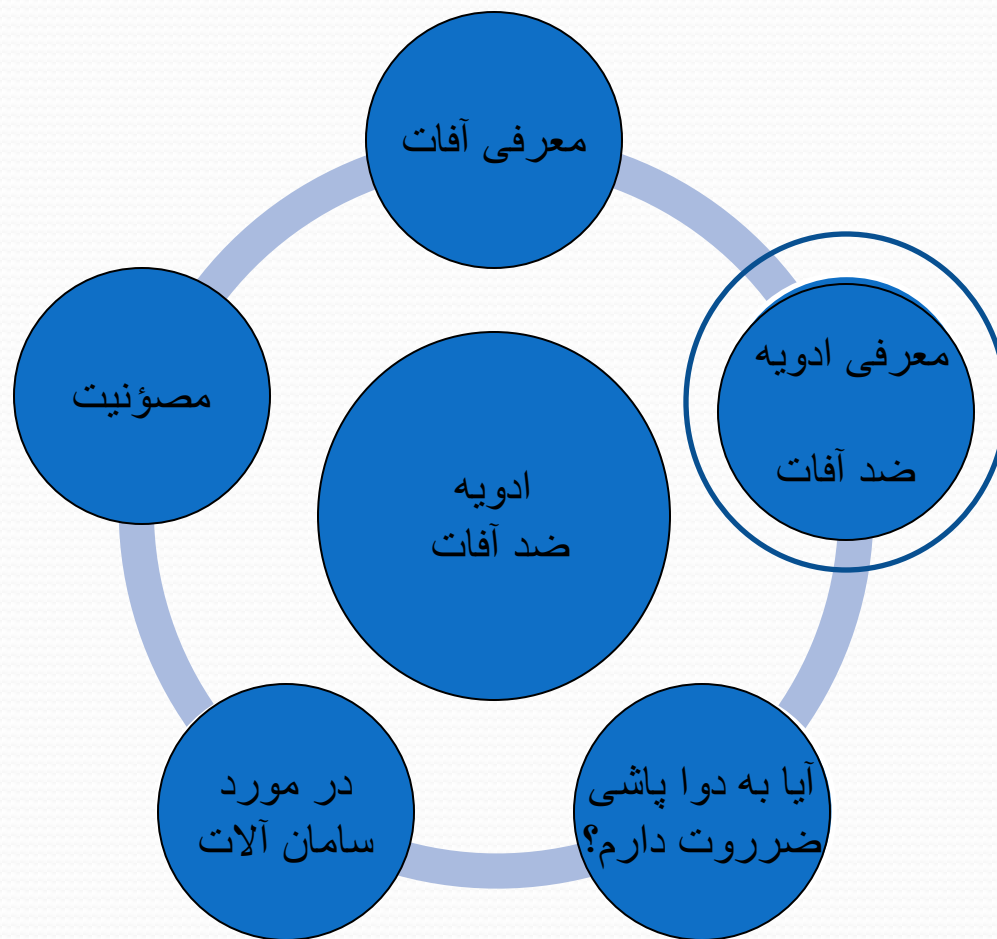 معرفی آفات
معرفی ادویه
ضد آفات
مصؤنیت
ادویه
ضد آفات
آیا به دوا پاشی
ضرروت دارم؟
در مورد
سامان آلات